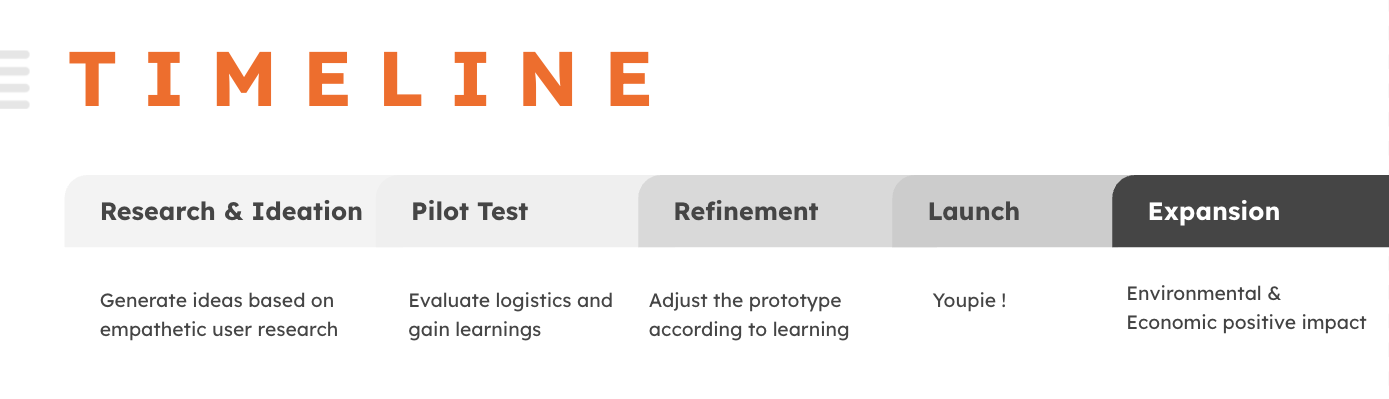 TIMELINE
Research & Ideation
Pilot Test
Refinement
Launch
Expansion
Generate ideas based on
empathetic user research
Evaluate logistics and
gain learnings
Adjust the prototype
according to learning
Youpie !
Environmental &
Economic positive impact